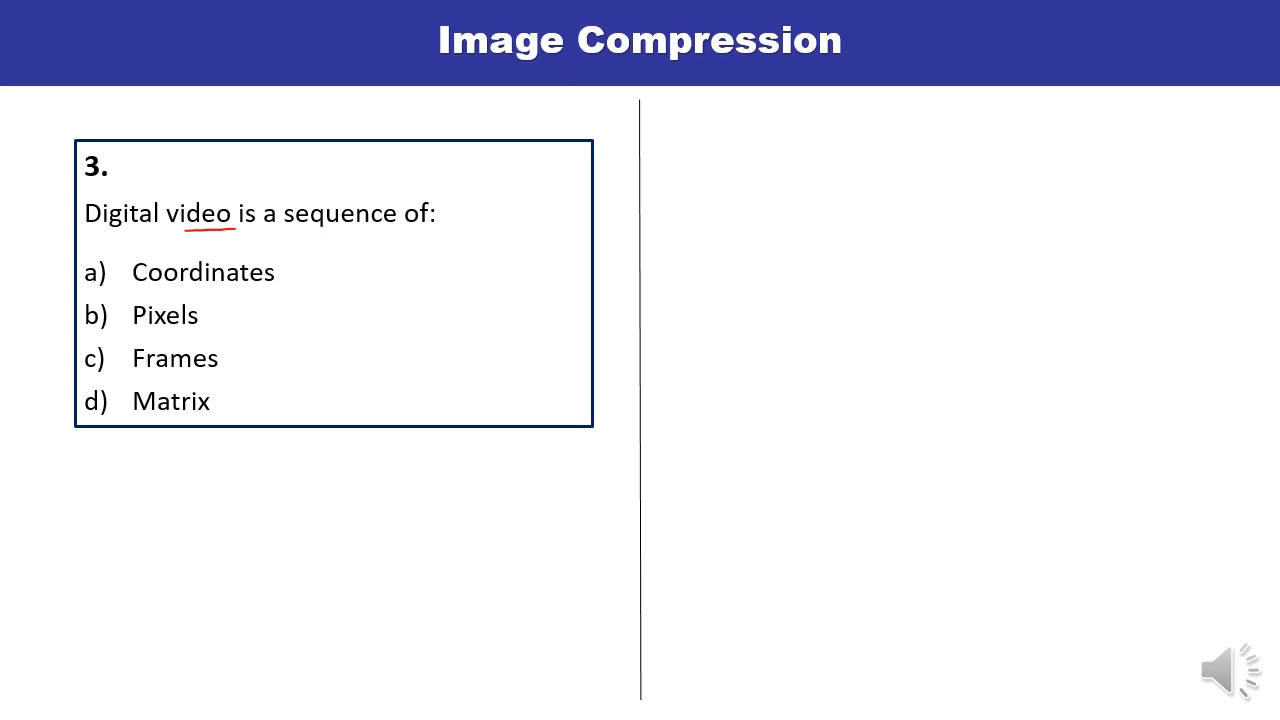 Image Compression
3.
Digital video is a sequence of:
a) Coordinates
b) Pixels
c) Frames
d) Matrix